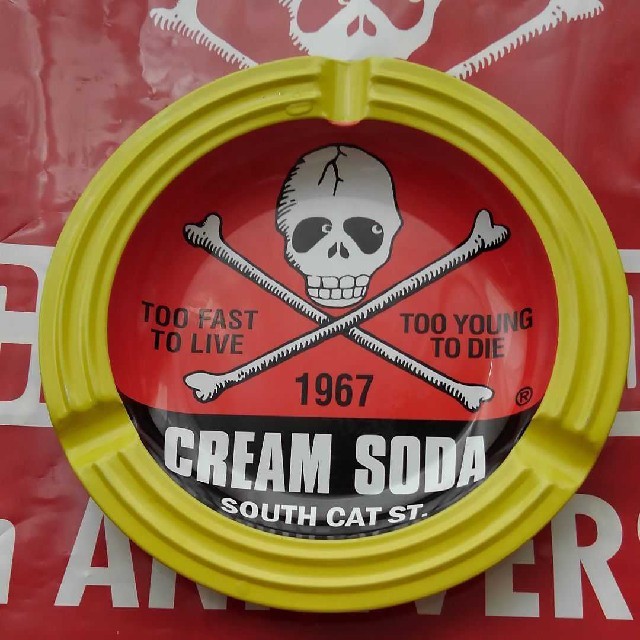 TOO FAST
TO LIVE
TOO YOUNG
TO DIE
1967
®
CREAM SODA
SOUTH CAT ST.